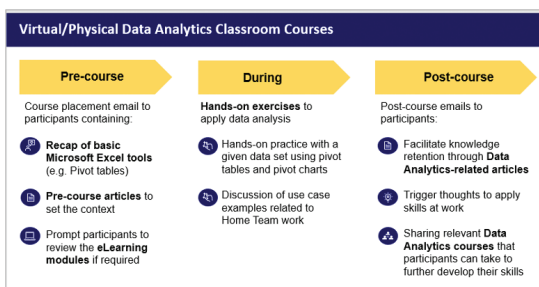 Virtual/Physical Data Analytics Classroom Courses
Pre-course
Course placement email to
participants containing:
Recap of basic
Microsoft Excel tools
(e.g. Pivot tables)
Pre-course articles to
set the context
Prompt participants to
review the eLearning
modules if required
During
Hands-on exercises to
apply data analysis
Hands-on practice with a
given data set using pivot
tables and pivot charts
Discussion of use case
examples related to
Home Team work
Post-course
Post-course emails to
participants:
Facilitate knowledge
retention through Data
Analytics-related articles
Trigger thoughts to apply
skills at work
Sharing relevant Data
Analytics courses that
participants can take to
further develop their skills